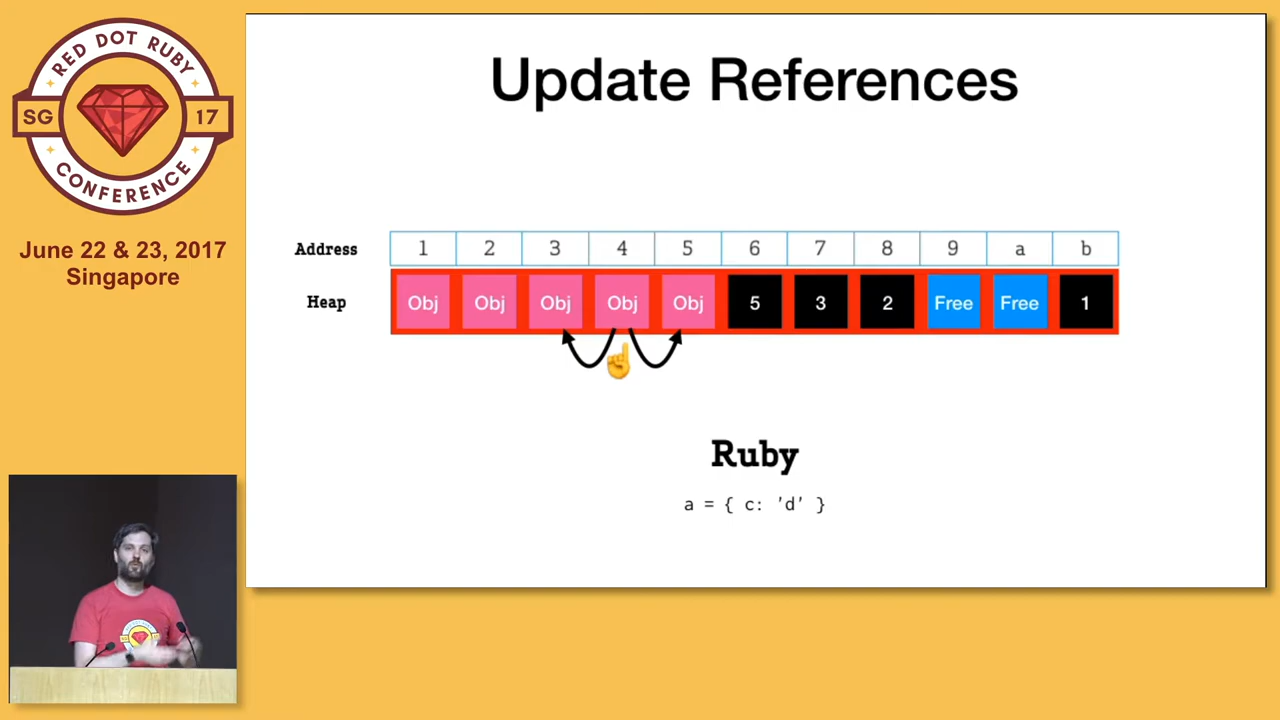 RED DOT RUBY
SG 17
CONFERENCE
June 22 & 23, 2017
Singapore
Update References
Address 1 2 3 4 5 6 7 8 9 a b
Heap Obj Obj Obj Obj Obj 5 3 2 Free Free 1
Ruby
a = { c: 'd' }